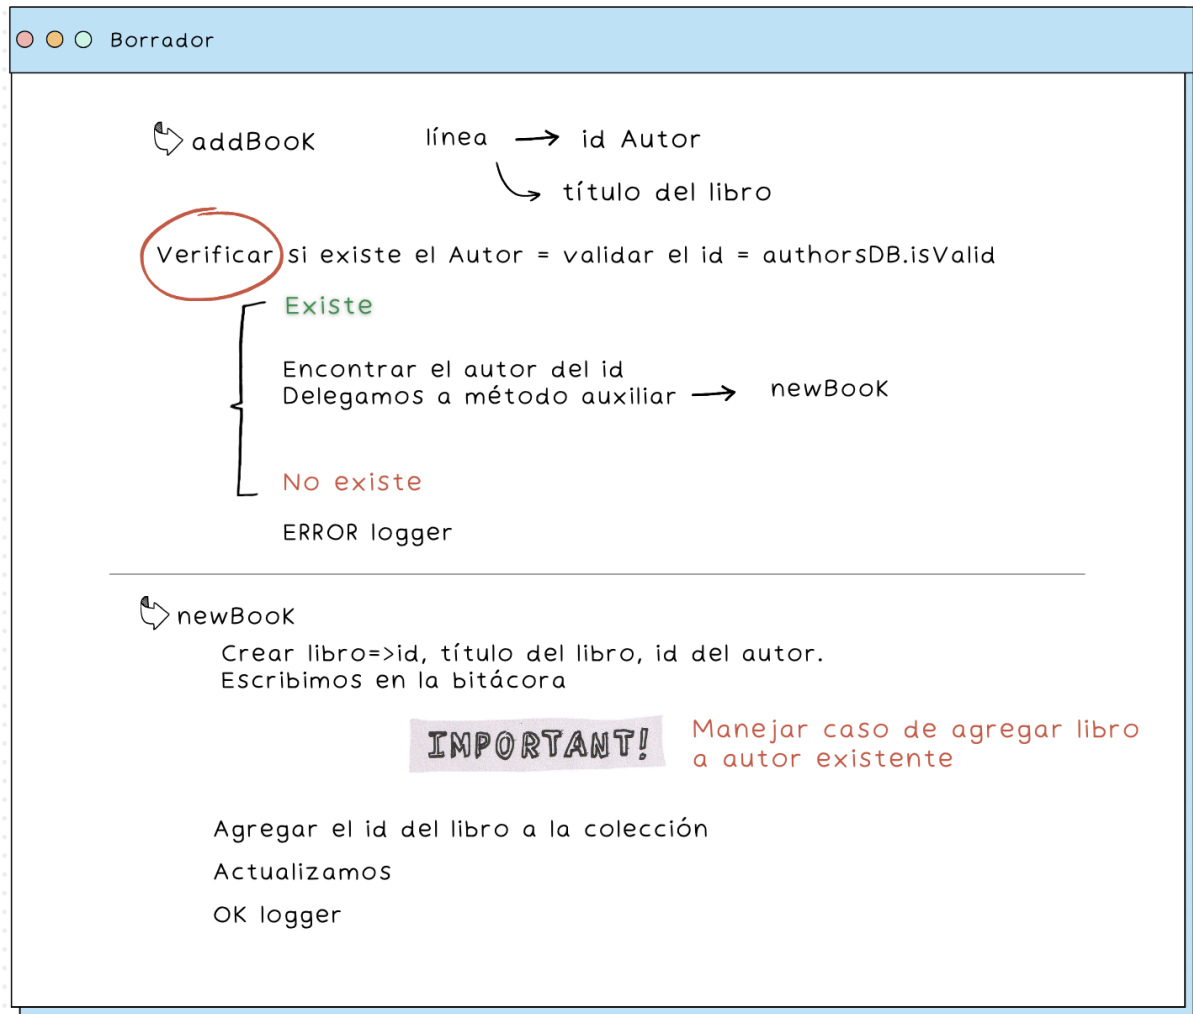 Borrador
addBook
línea → id Autor
título del libro
Verificar si existe el Autor = validar el id = authorsDB.isValid
Existe
Encontrar el autor del id
Delegamos a método auxiliar → newBook
No existe
ERROR logger
newBook
Crear libro=>id, título del libro, id del autor.
Escribimos en la bitácora
IMPORTANT!
Manejar caso de agregar libro
a autor existente
Agregar el id del libro a la colección
Actualizamos
OK logger